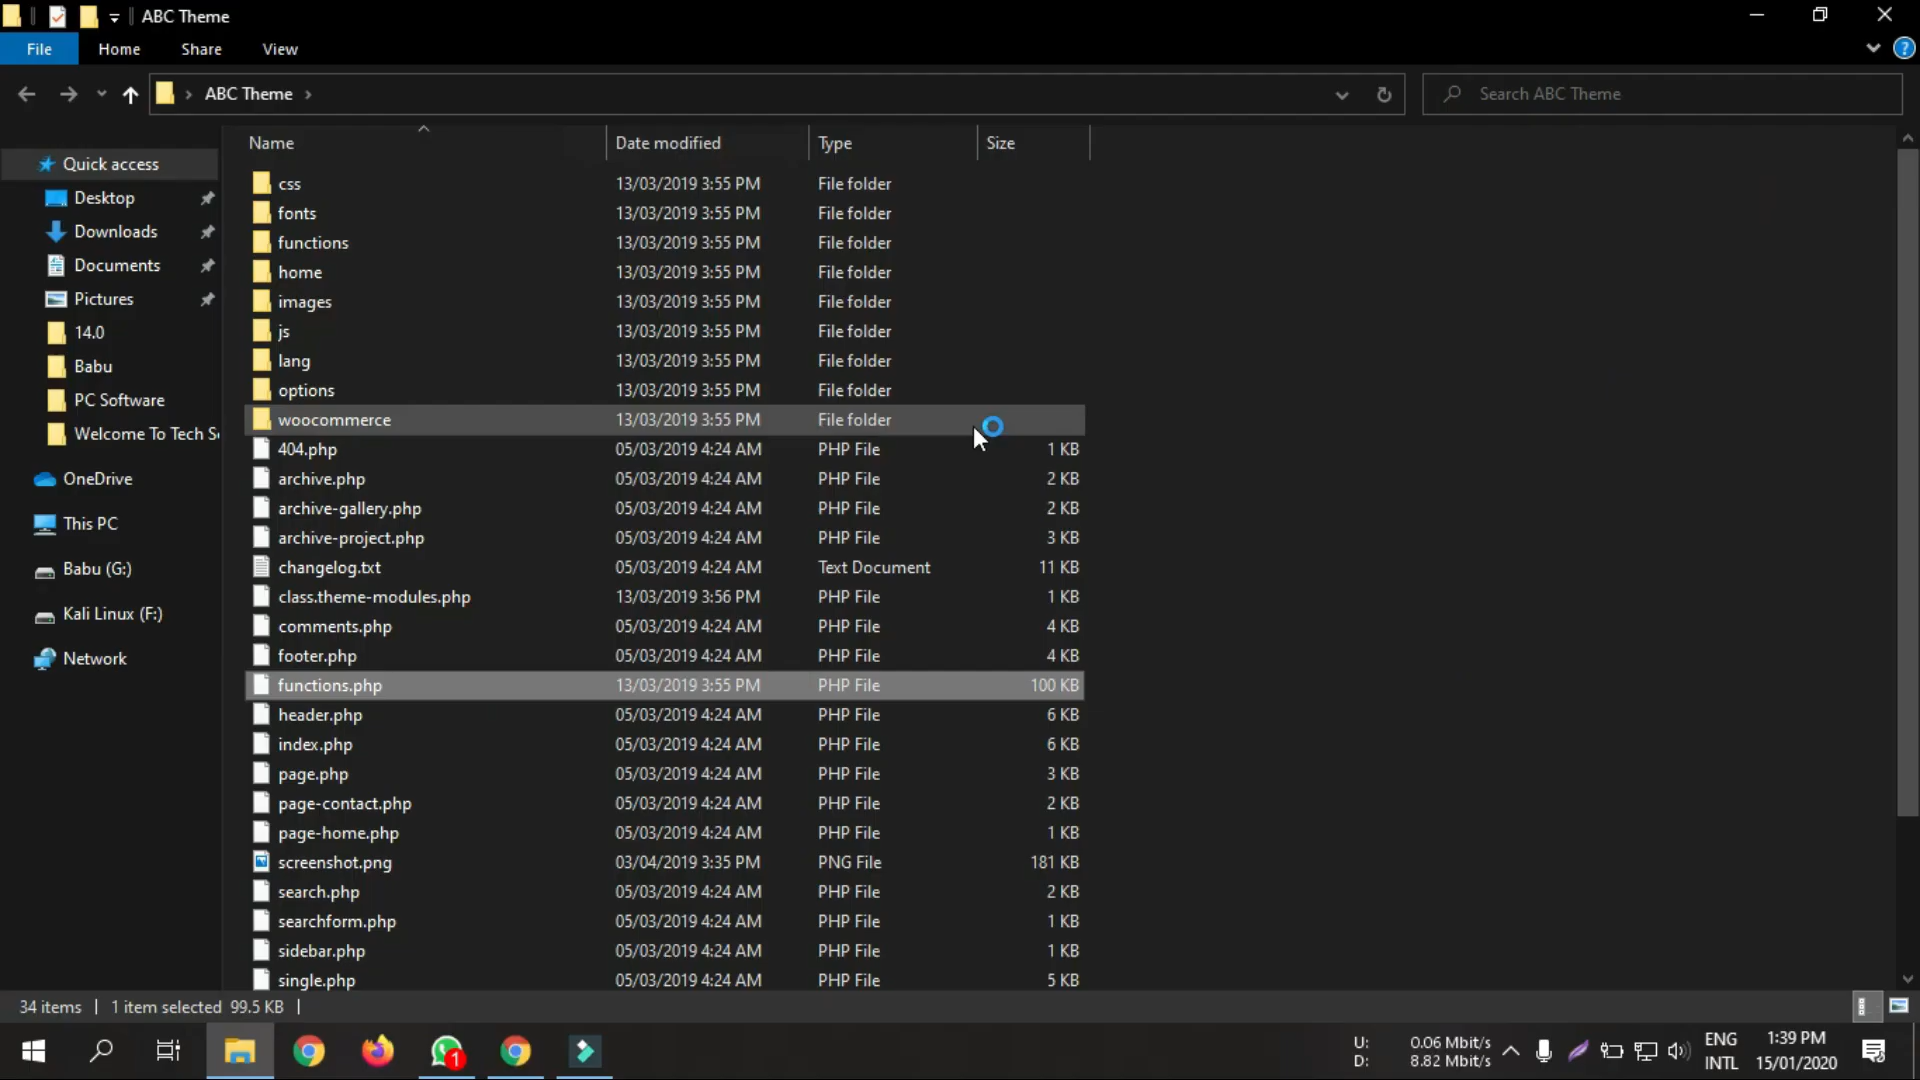 ABC Theme
File Home Share View
ABC Theme
Search ABC Theme
Name Date modified Type Size
Quick access
Desktop
Downloads
Documents
Pictures
14.0
Babu
PC Software
Welcome To Tech S
OneDrive
This PC
Babu (G:)
Kali Linux (F:)
Network
css 13/03/2019 3:55 PM File folder
fonts 13/03/2019 3:55 PM File folder
functions 13/03/2019 3:55 PM File folder
home 13/03/2019 3:55 PM File folder
images 13/03/2019 3:55 PM File folder
js 13/03/2019 3:55 PM File folder
lang 13/03/2019 3:55 PM File folder
options 13/03/2019 3:55 PM File folder
woocommerce 13/03/2019 3:55 PM File folder
404.php 05/03/2019 4:24 AM PHP File 1 KB
archive.php 05/03/2019 4:24 AM PHP File 2 KB
archive-gallery.php 05/03/2019 4:24 AM PHP File 2 KB
archive-project.php 05/03/2019 4:24 AM PHP File 3 KB
changelog.txt 05/03/2019 4:24 AM Text Document 11 KB
class.theme-modules.php 13/03/2019 3:56 PM PHP File 1 KB
comments.php 05/03/2019 4:24 AM PHP File 4 KB
footer.php 05/03/2019 4:24 AM PHP File 4 KB
functions.php 13/03/2019 3:55 PM PHP File 100 KB
header.php 05/03/2019 4:24 AM PHP File 6 KB
index.php 05/03/2019 4:24 AM PHP File 6 KB
page.php 05/03/2019 4:24 AM PHP File 3 KB
page-contact.php 05/03/2019 4:24 AM PHP File 2 KB
page-home.php 05/03/2019 4:24 AM PHP File 1 KB
screenshot.png 03/04/2019 3:35 PM PNG File 181 KB
search.php 05/03/2019 4:24 AM PHP File 2 KB
searchform.php 05/03/2019 4:24 AM PHP File 1 KB
sidebar.php 05/03/2019 4:24 AM PHP File 1 KB
single.php 05/03/2019 4:24 AM PHP File 5 KB
34 items 1 item selected 99.5 KB
1
U: 0.06 Mbit/s
D: 8.82 Mbit/s
ENG
INTL
1:39 PM
15/01/2020